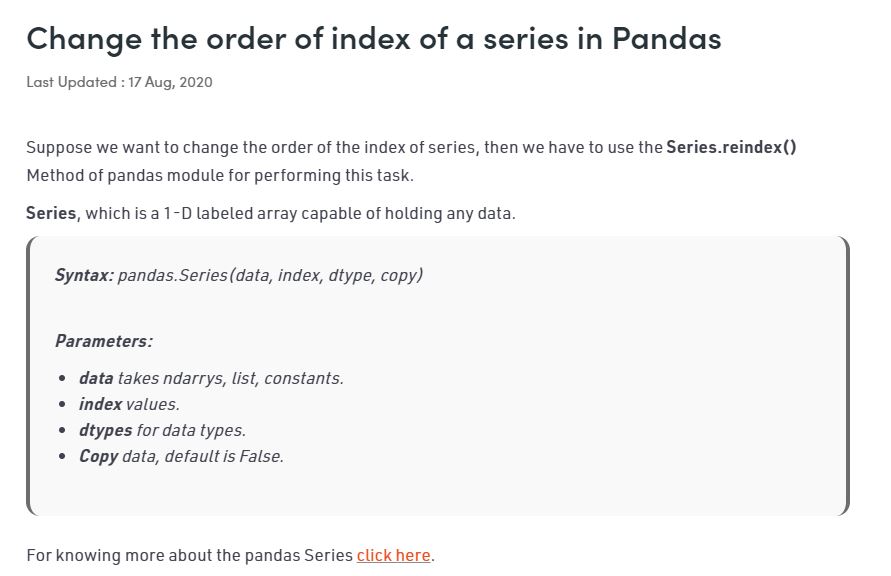 Change the order of index of a series in Pandas
Last Updated : 17 Aug, 2020
Suppose we want to change the order of the index of series, then we have to use the Series.reindex()
Method of pandas module for performing this task.
Series, which is a 1-D labeled array capable of holding any data.
Syntax: pandas.Series(data, index, dtype, copy)
Parameters:
• data takes ndarrys, list, constants.
• index values.
• dtypes for data types.
• Copy data, default is False.
For knowing more about the pandas Series click here.